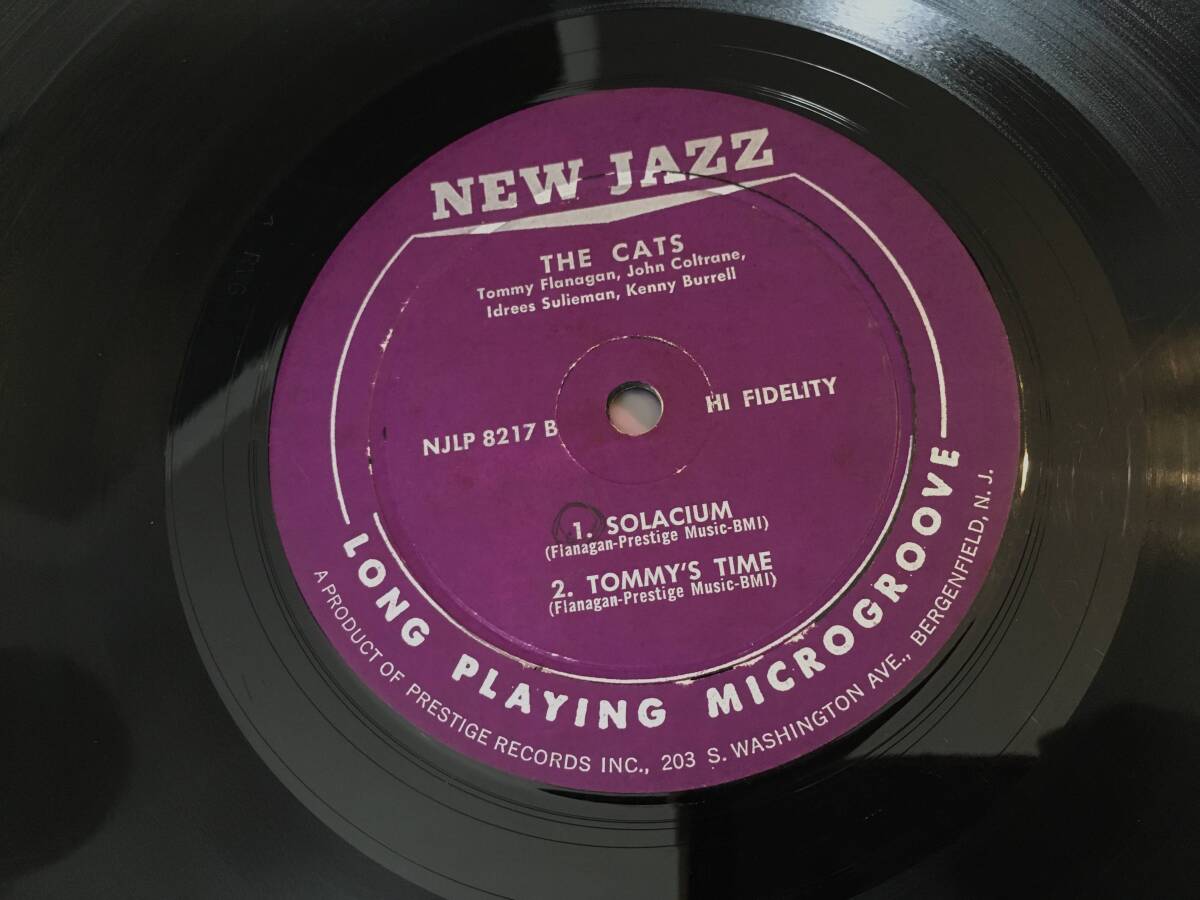 NEW JAZZ
THE CATS
Tommy Flanagan, John Coltrane,
Idrees Sulieman, Kenny Burrell
NJLP 8217 B
HI FIDELITY
1. SOLACIUM
(Flanagan-Prestige Music-BMI)
2. TOMMY'S TIME
(Flanagan-Prestige Music-BMI)
LONG PLAYING MICROGROOVE
A PRODUCT OF PRESTIGE RECORDS INC., 203 S. WASHINGTON AVE., BERGENFIELD, N. J.